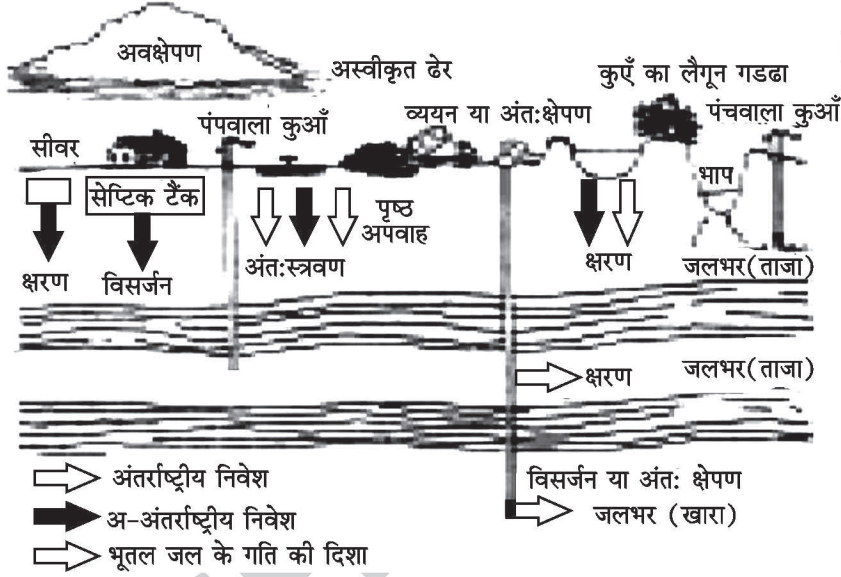 अवक्षेपण
अस्वीकृत ढेर
कुएँ का लैगून गडढा
पंपवाला कुआँ
व्ययन या अंत:क्षेपण
पंचवाला कुआँ
सीवर
सेप्टिक टैंक
भाप
पृष्ठ
अपवाह
क्षरण
विसर्जन
अंत:स्त्रवण
क्षरण
जलभर(ताजा)
जलभर(ताजा)
क्षरण
अंतर्राष्ट्रीय निवेश
विसर्जन या अंत: क्षेपण
अ-अंतर्राष्ट्रीय निवेश
जलभर (खारा)
भूतल जल के गति की दिशा